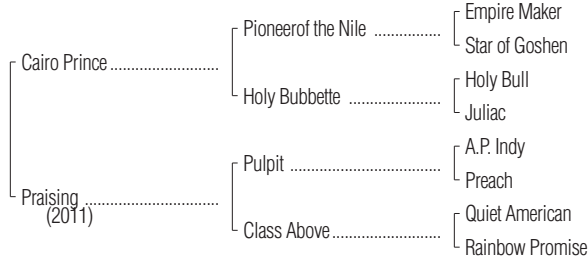 Empire Maker
Pioneerof the Nile ..................
Star of Goshen
Cairo Prince ..............................
Holy Bull
Holy Bubbette .........................
Juliac
A.P. Indy
Pulpit .........................................
Preach
Praising .....................................
(2011)
Quiet American
Class Above..............................
Rainbow Promise